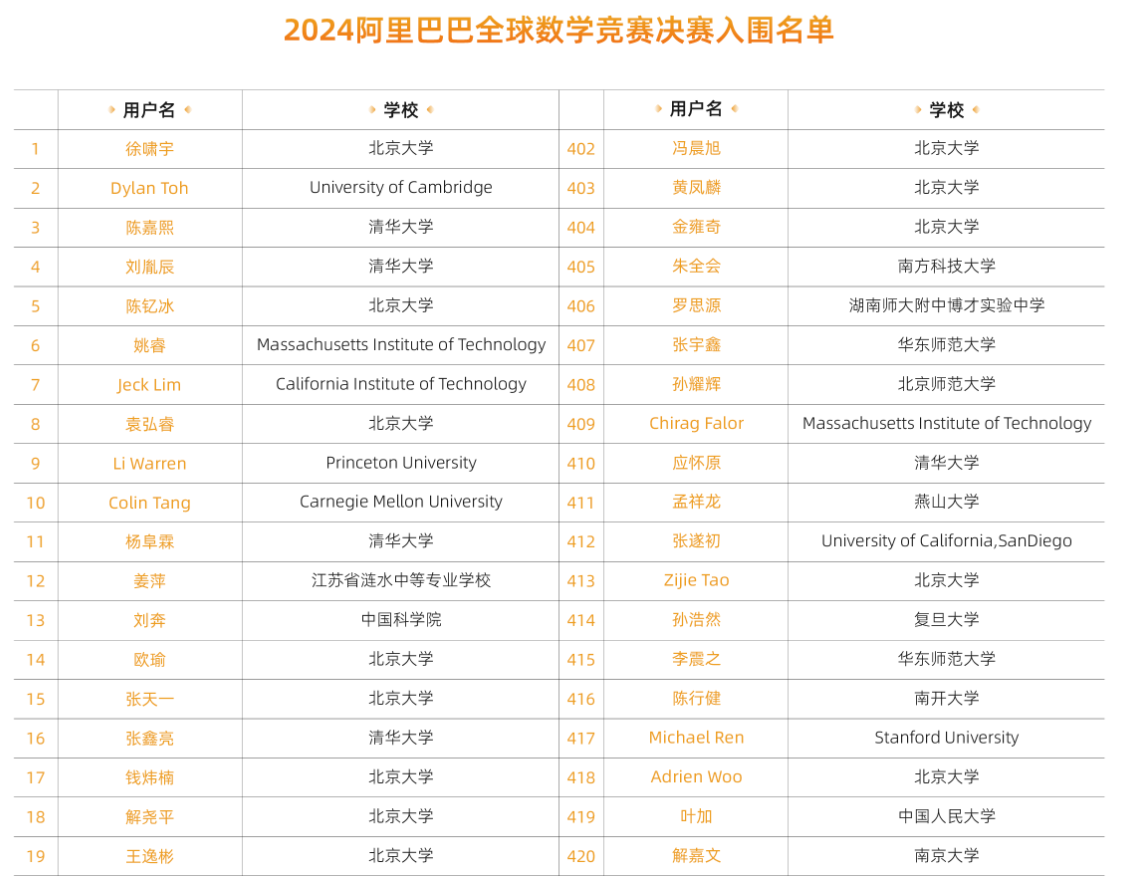 2024阿里巴巴全球数学竞赛决赛入围名单
用户名 学校 用户名 学校
1 徐啸宇 北京大学 402 冯晨旭 北京大学
2 Dylan Toh University of Cambridge 403 黄凤麟 北京大学
3 陈嘉熙 清华大学 404 金雍奇 北京大学
4 刘胤辰 清华大学 405 朱全会 南方科技大学
5 陈钇冰 北京大学 406 罗思源 湖南师大附中博才实验中学
6 姚睿 Massachusetts Institute of Technology 407 张宇鑫 华东师范大学
7 Jeck Lim California Institute of Technology 408 孙耀辉 北京师范大学
8 袁弘睿 北京大学 409 Chirag Falor Massachusetts Institute of Technology
9 Li Warren Princeton University 410 应怀原 清华大学
10 Colin Tang Carnegie Mellon University 411 孟祥龙 燕山大学
11 杨阜霖 清华大学 412 张遂初 University of California,SanDiego
12 姜萍 江苏省涟水中等专业学校 413 Zijie Tao 北京大学
13 刘奔 中国科学院 414 孙浩然 复旦大学
14 欧瑜 北京大学 415 李震之 华东师范大学
15 张天一 北京大学 416 陈行健 南开大学
16 张鑫亮 清华大学 417 Michael Ren Stanford University
17 钱炜楠 北京大学 418 Adrien Woo 北京大学
18 解尧平 北京大学 419 叶加 中国人民大学
19 王逸彬 北京大学 420 解嘉文 南京大学